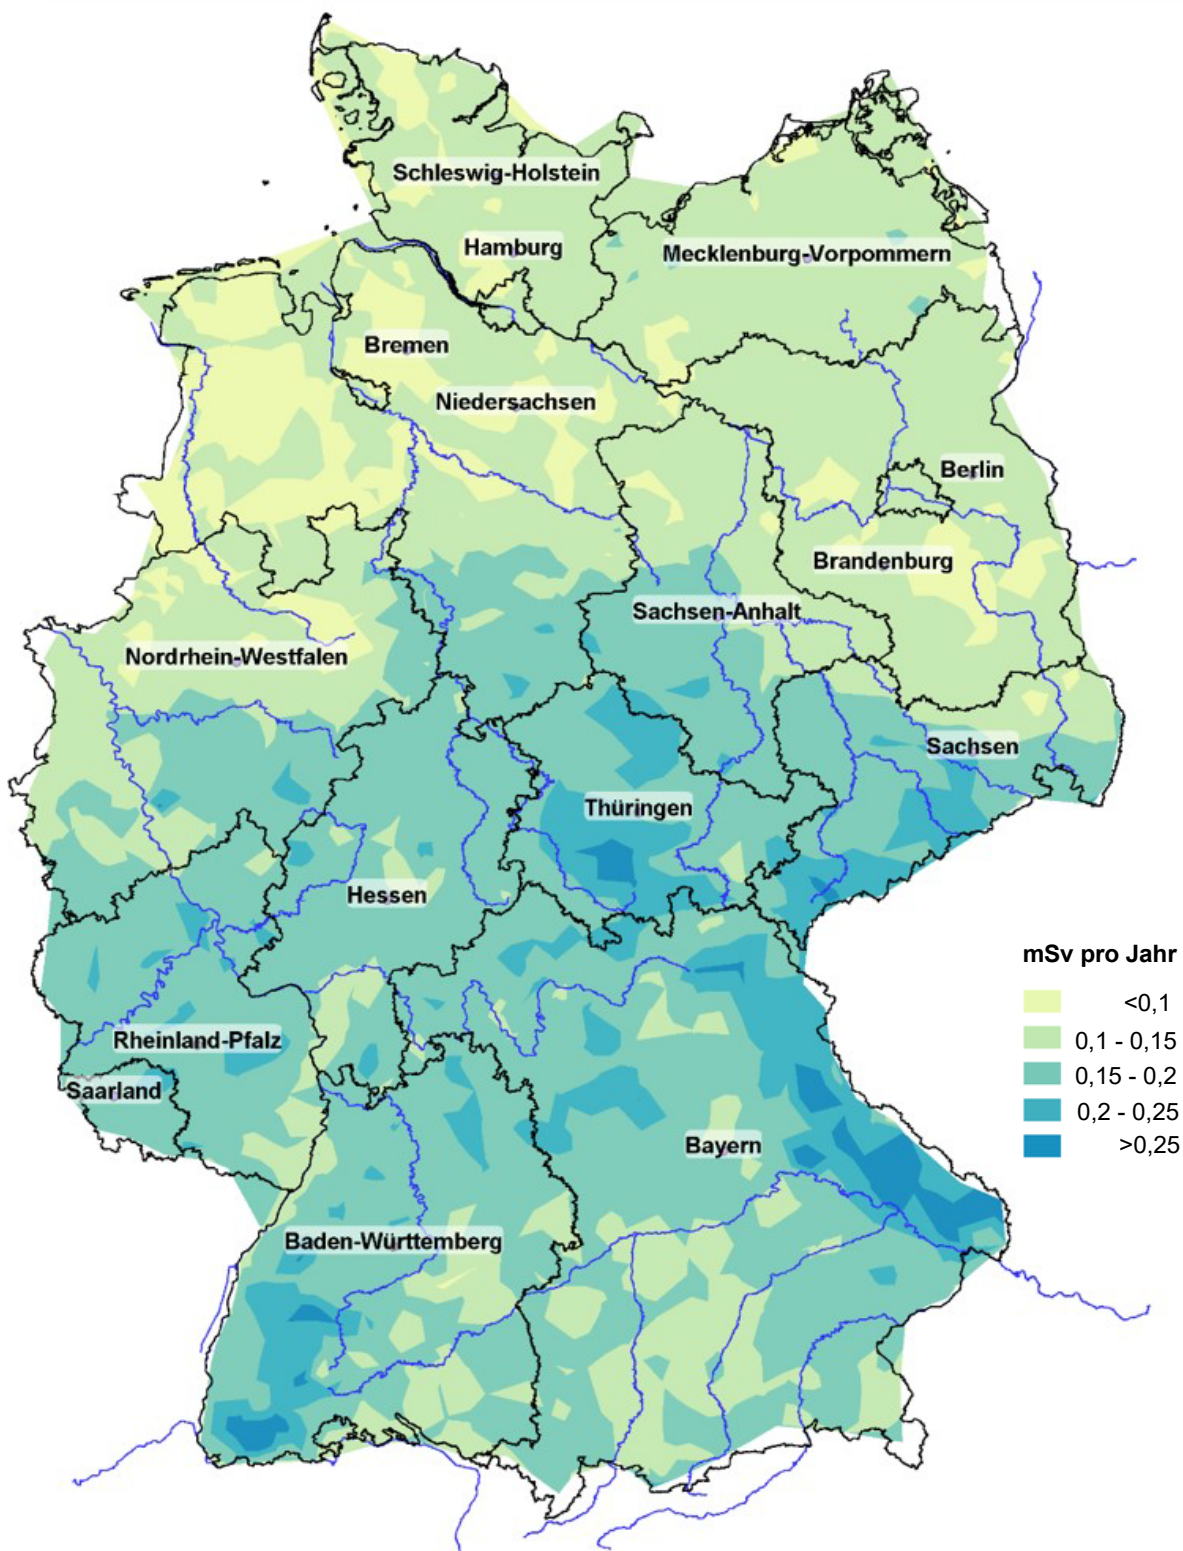 Schleswig-Holstein
Hamburg
Mecklenburg-Vorpommern
Bremen
Niedersachsen
Berlin
Brandenburg
Sachsen-Anhalt
Nordrhein-Westfalen
Sachsen
Thüringen
Hessen
mSv pro Jahr
<0,1
0,1 - 0,15
0,15 - 0,2
0,2 - 0,25
>0,25
Rheinland-Pfalz
Saarland
Bayern
Baden-Württemberg